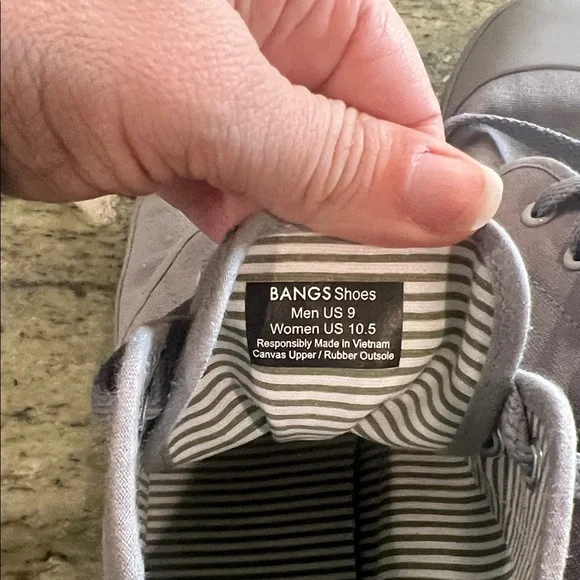 BANGS Shoes
Men US 9
Women US 10.5
Responsibly Made In Vietnam
Canvas Upper / Rubber Outsole